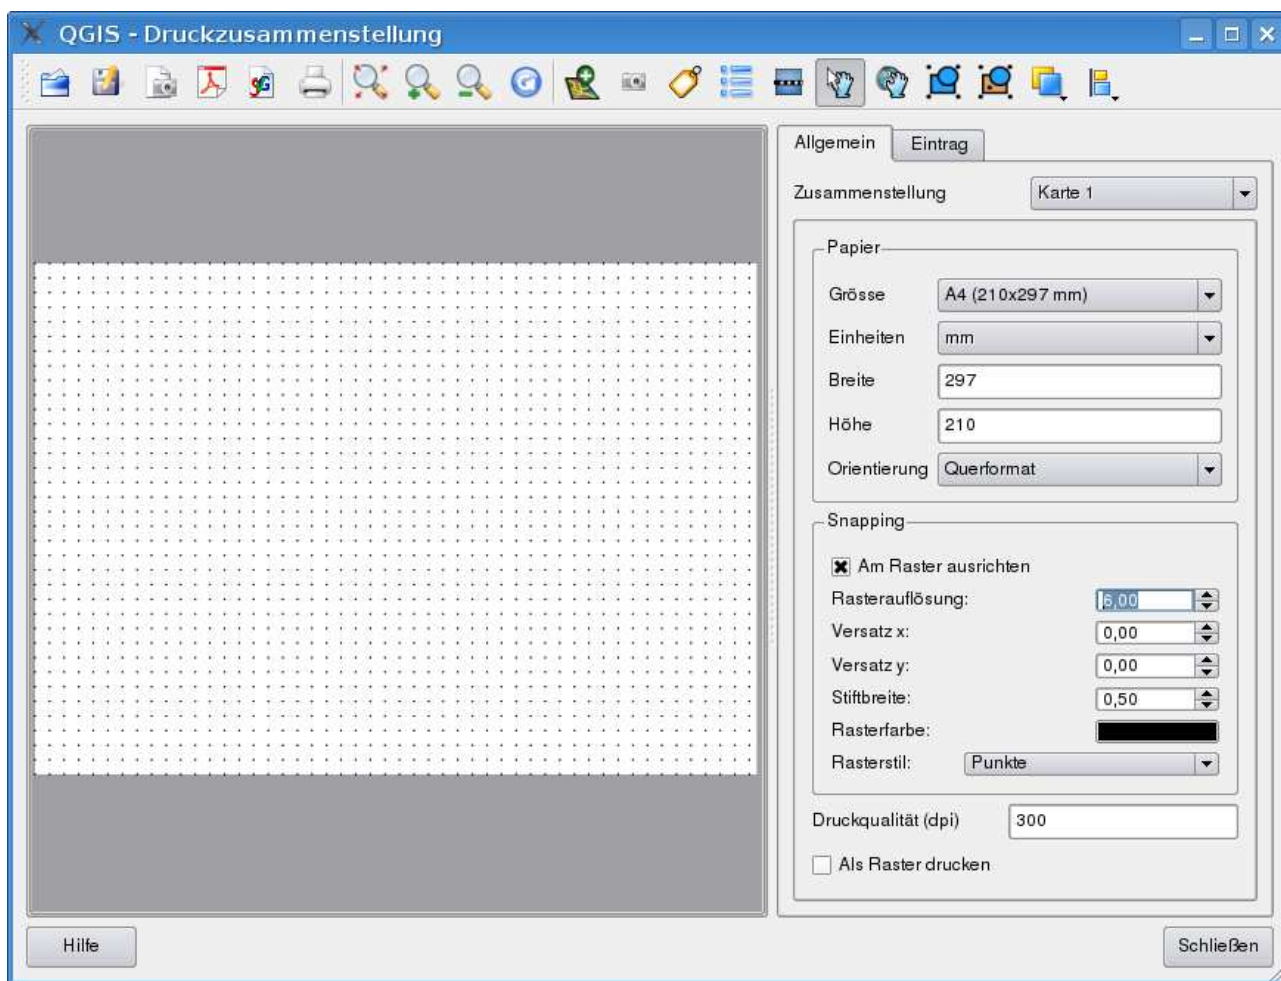 QGIS - Druckzusammenstellung
Allgemein
Eintrag
Zusammenstellung
Karte 1
Papier
Grösse
A4 (210x297 mm)
Einheiten
mm
Breite
297
Höhe
210
Orientierung
Querformat
Snapping
Am Raster ausrichten
Rasterauflösung:
6,00
Versatz x:
0,00
Versatz y:
0,00
Stiftbreite:
0,50
Rasterfarbe:
Rasterstil:
Punkte
Druckqualität (dpi)
300
Als Raster drucken
Hilfe
Schließen